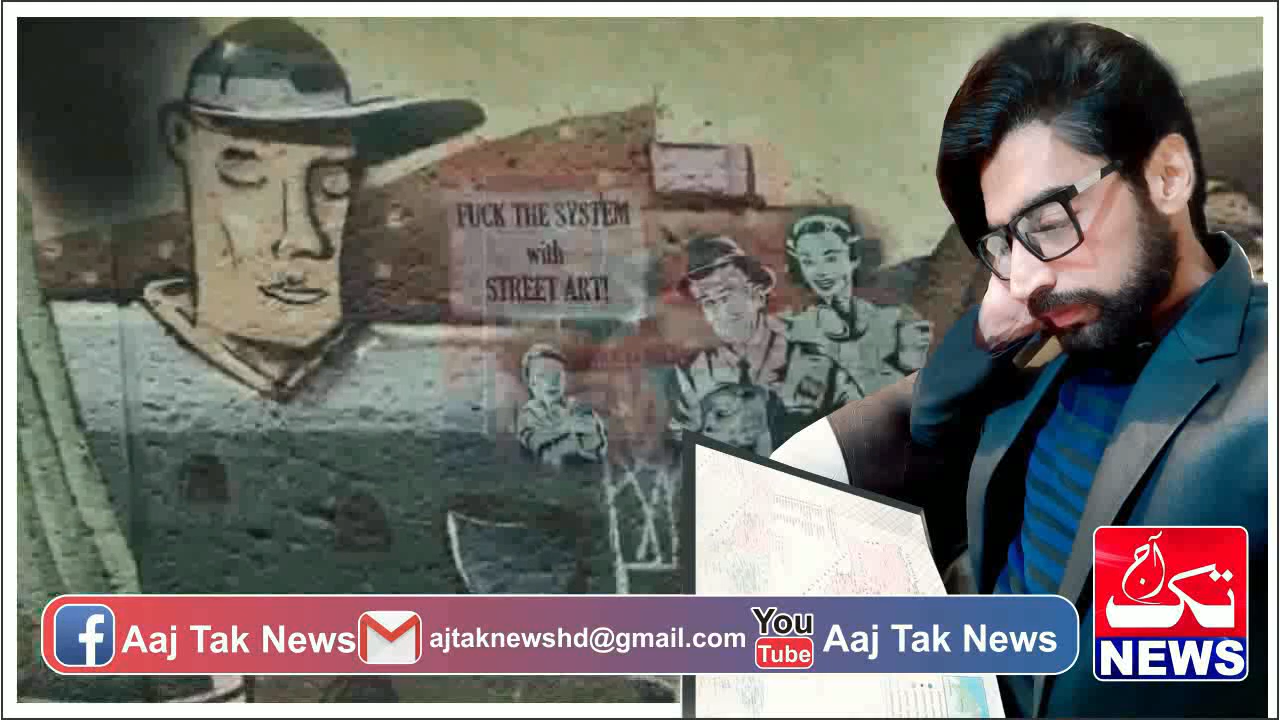 FUCK THE SYSTEM
with
STREET ART!
Aaj Tak News
ajtaknewshd@gmail.com
You
Tube
Aaj Tak News
آج تک
NEWS